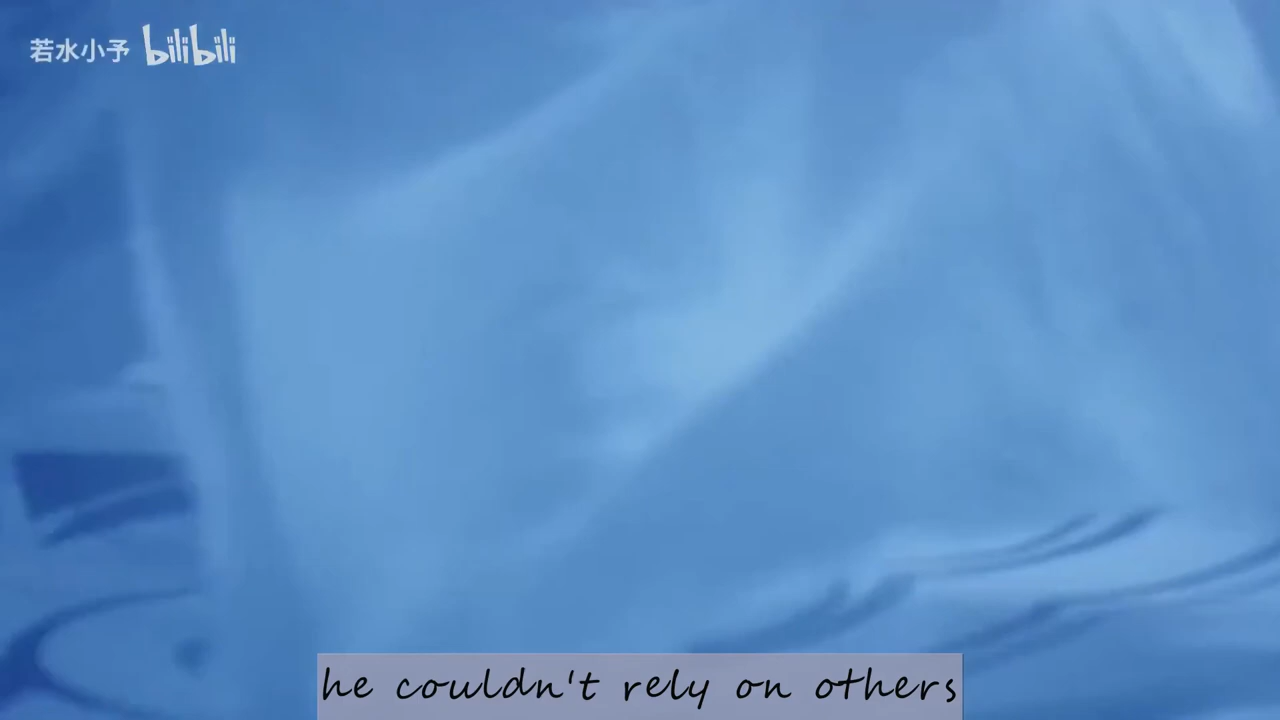 若水小予 bilibili
he couldn't rely on others